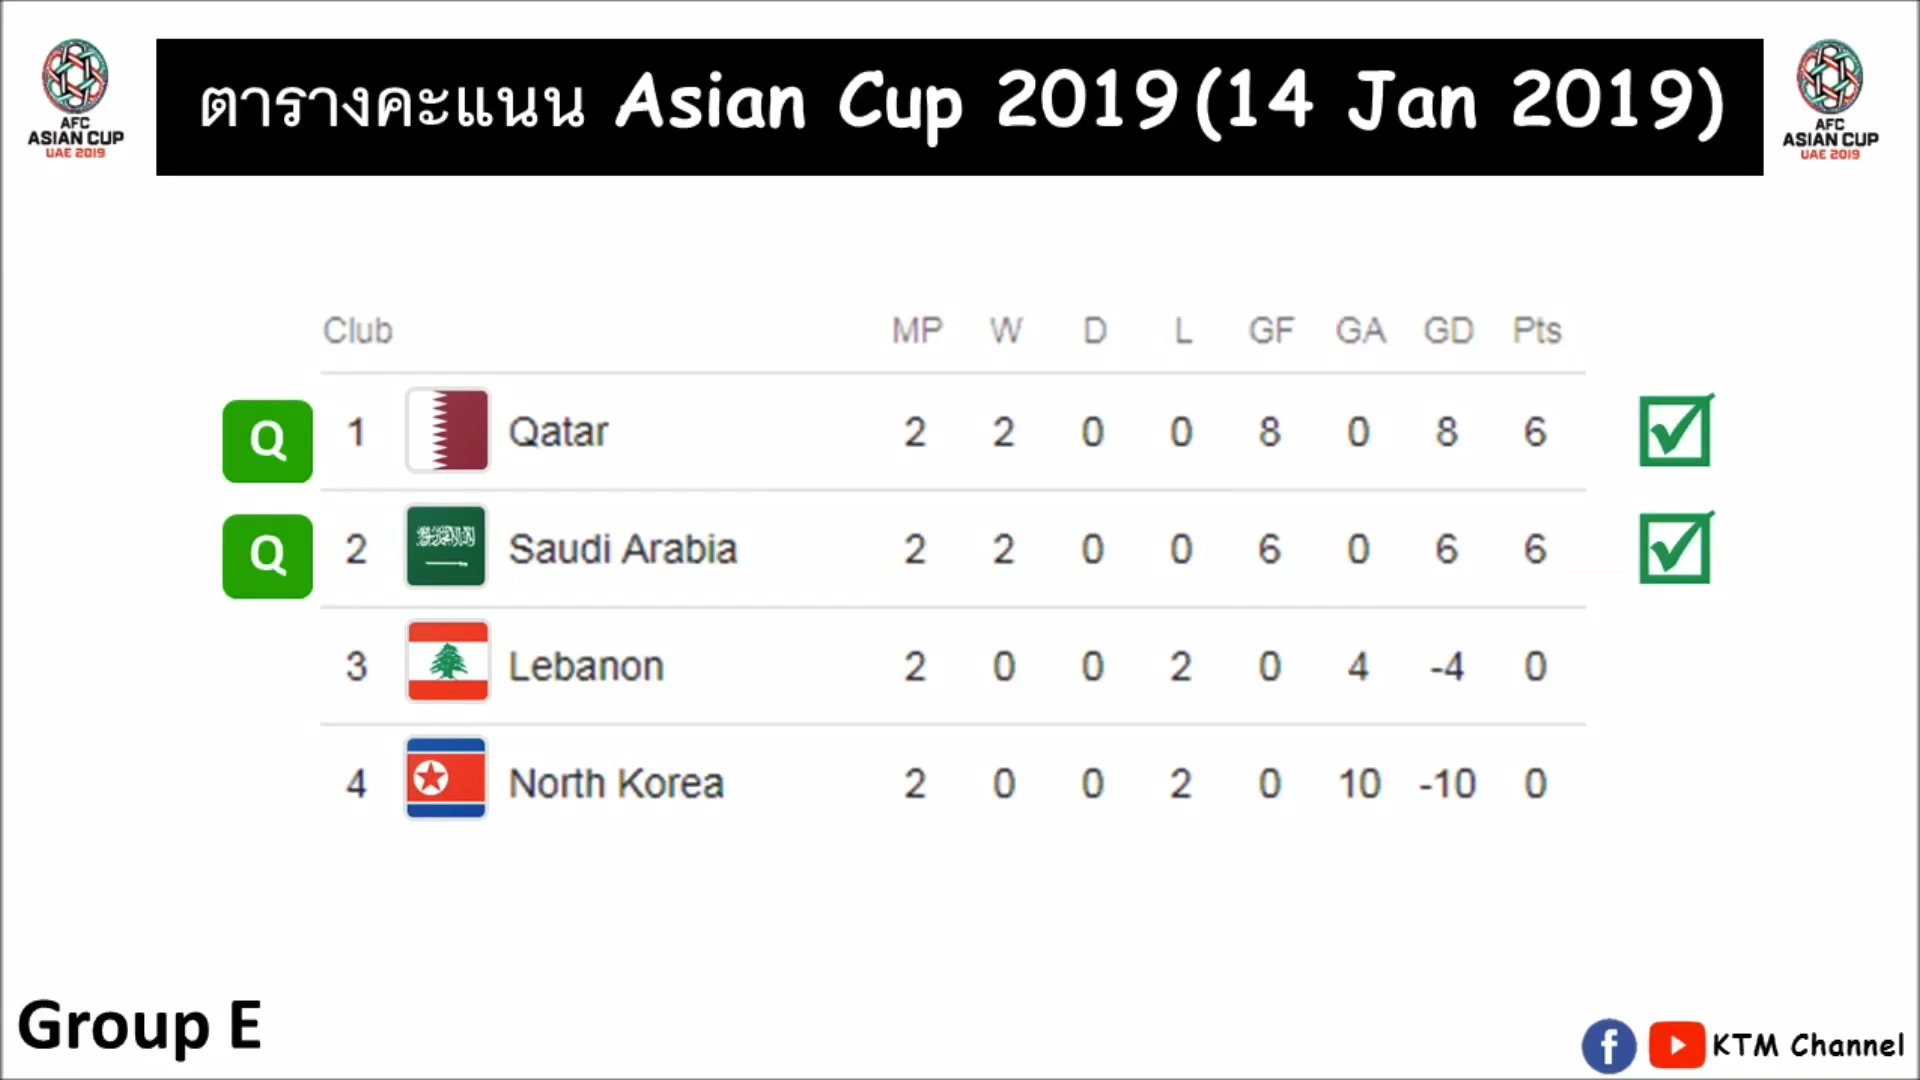 AFC
ASIAN CUP
UAE 2019
ตารางคะแนน Asian Cup 2019 (14 Jan 2019)
AFC
ASIAN CUP
UAE 2019
Club MP W D L GF GA GD Pts
Q 1 Qatar 2 2 0 0 8 0 8 6
Q 2 Saudi Arabia 2 2 0 0 6 0 6 6
3 Lebanon 2 0 0 2 0 4 -4 0
4 North Korea 2 0 0 2 0 10 -10 0
Group E
f KTM Channel